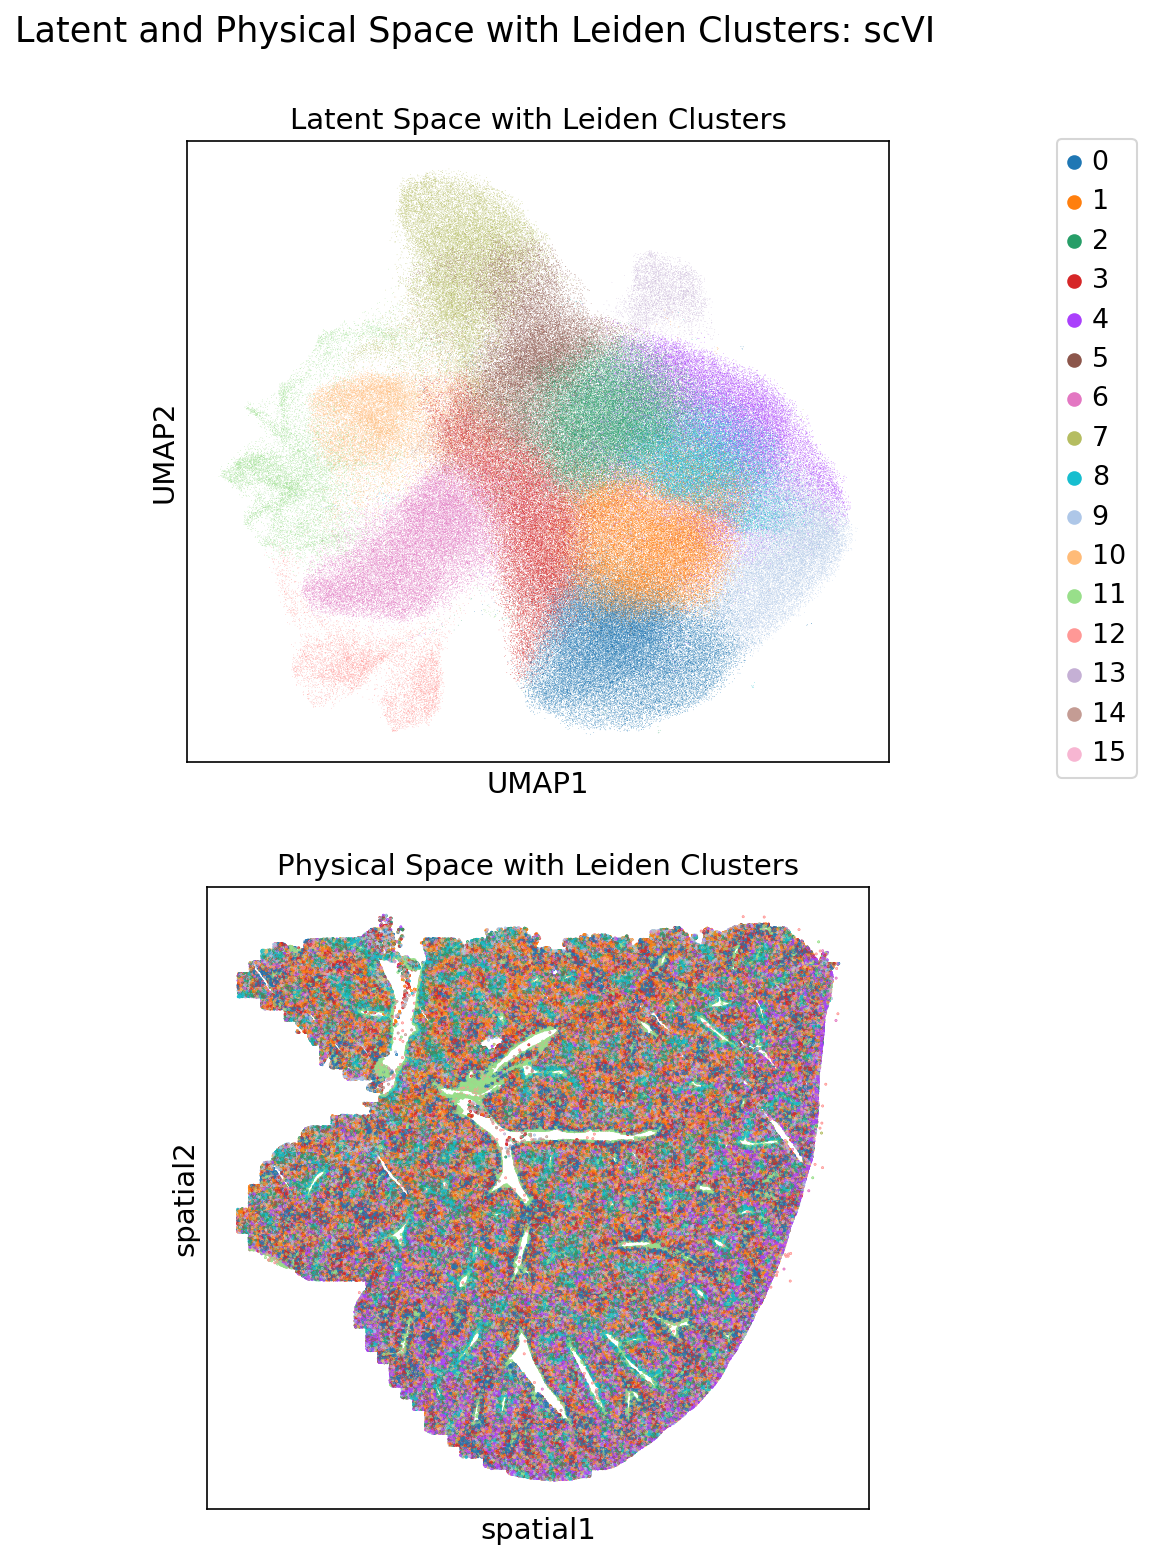 Latent and Physical Space with Leiden Clusters: scVI
Latent Space with Leiden Clusters
UMAP2
UMAP1
0
1
2
3
4
5
6
7
8
9
10
11
12
13
14
15
Physical Space with Leiden Clusters
spatial2
spatial1